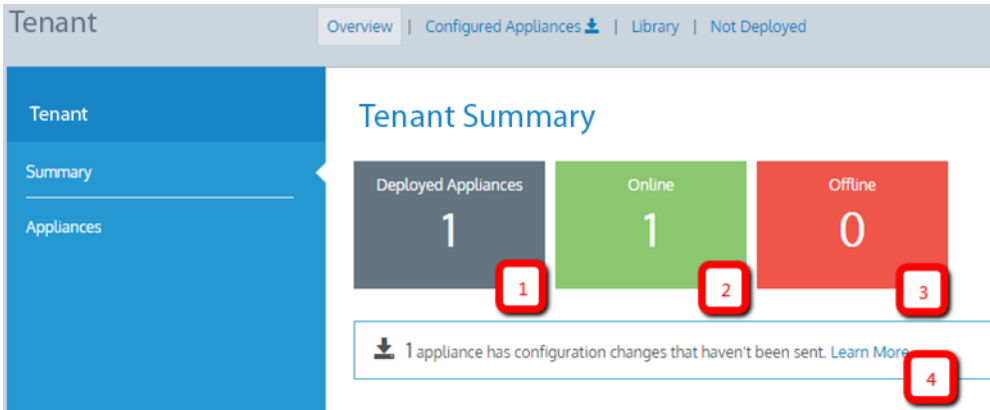 Tenant
Overview | Configured Appliances | Library | Not Deployed
Tenant
Summary
Appliances
Tenant Summary
Deployed Appliances
1
1
Online
1
2
Offline
0
3
1 appliance has configuration changes that haven't been sent. Learn More
4